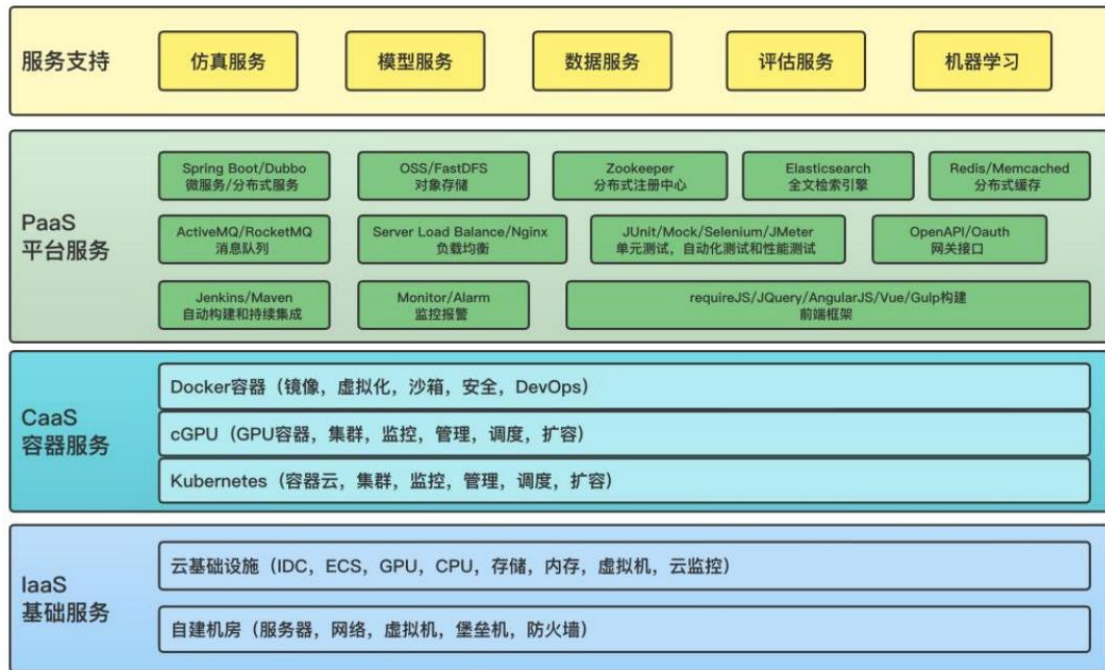 服务支持
仿真服务
模型服务
数据服务
评估服务
机器学习
PaaS
平台服务
Spring Boot/Dubbo
微服务/分布式服务
OSS/FastDFS
对象存储
Zookeeper
分布式注册中心
Elasticsearch
全文检索引擎
Redis/Memcached
分布式缓存
ActiveMQ/RocketMQ
消息队列
Server Load Balance/Nginx
负载均衡
JUnit/Mock/Selenium/JMeter
单元测试，自动化测试和性能测试
OpenAPI/Oauth
网关接口
Jenkins/Maven
自动构建和持续集成
Monitor/Alarm
监控报警
requireJS/JQuery/AngularJS/Vue/Gulp构建
前端框架
CaaS
容器服务
Docker容器（镜像，虚拟化，沙箱，安全，DevOps）
cGPU（GPU容器，集群，监控，管理，调度，扩容）
Kubernetes（容器云，集群，监控，管理，调度，扩容）
IaaS
基础服务
云基础设施（IDC，ECS，GPU，CPU，存储，内存，虚拟机，云监控）
自建机房（服务器，网络，虚拟机，堡垒机，防火墙）